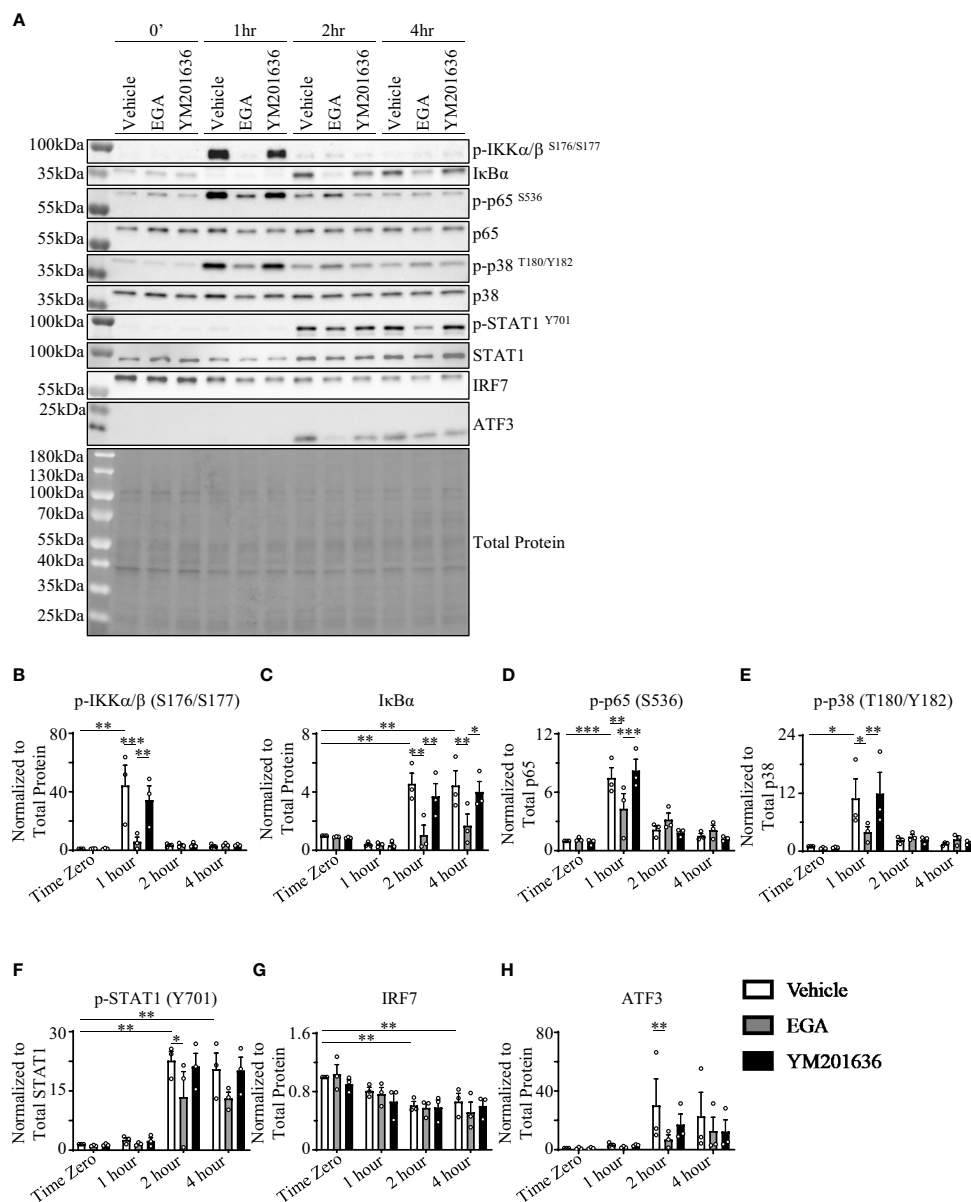 A
0’ 1hr 2hr 4hr
Vehicle EGA YM201636 Vehicle EGA YM201636 Vehicle EGA YM201636 Vehicle EGA YM201636
100kDa p-IKKα/β S176/S177
35kDa IκBα
55kDa p-p65 S536
55kDa p65
35kDa p-p38 T180/Y182
35kDa p38
100kDa p-STAT1 Y701
100kDa STAT1
55kDa IRF7
25kDa ATF3
180kDa
130kDa
100kDa
70kDa
55kDa Total Protein
40kDa
35kDa
25kDa
B
p-IKKα/β (S176/S177)
Normalized to
Total Protein
80
40
0
** *** **
Time Zero 1 hour 2 hour 4 hour
C
IκBα
Normalized to
Total Protein
8
4
0
** ** ** ** ** *
Time Zero 1 hour 2 hour 4 hour
D
p-p65 (S536)
Normalized to
Total p65
12
6
0
*** ** ***
Time Zero 1 hour 2 hour 4 hour
E
p-p38 (T180/Y182)
Normalized to
Total p38
24
12
0
* * **
Time Zero 1 hour 2 hour 4 hour
F
p-STAT1 (Y701)
Normalized to
Total STAT1
30
15
0
** ** *
Time Zero 1 hour 2 hour 4 hour
G
IRF7
Normalized to
Total Protein
1.6
0.8
0.0
** **
Time Zero 1 hour 2 hour 4 hour
H
ATF3
Normalized to
Total Protein
80
40
0
**
Time Zero 1 hour 2 hour 4 hour
Vehicle
EGA
YM201636